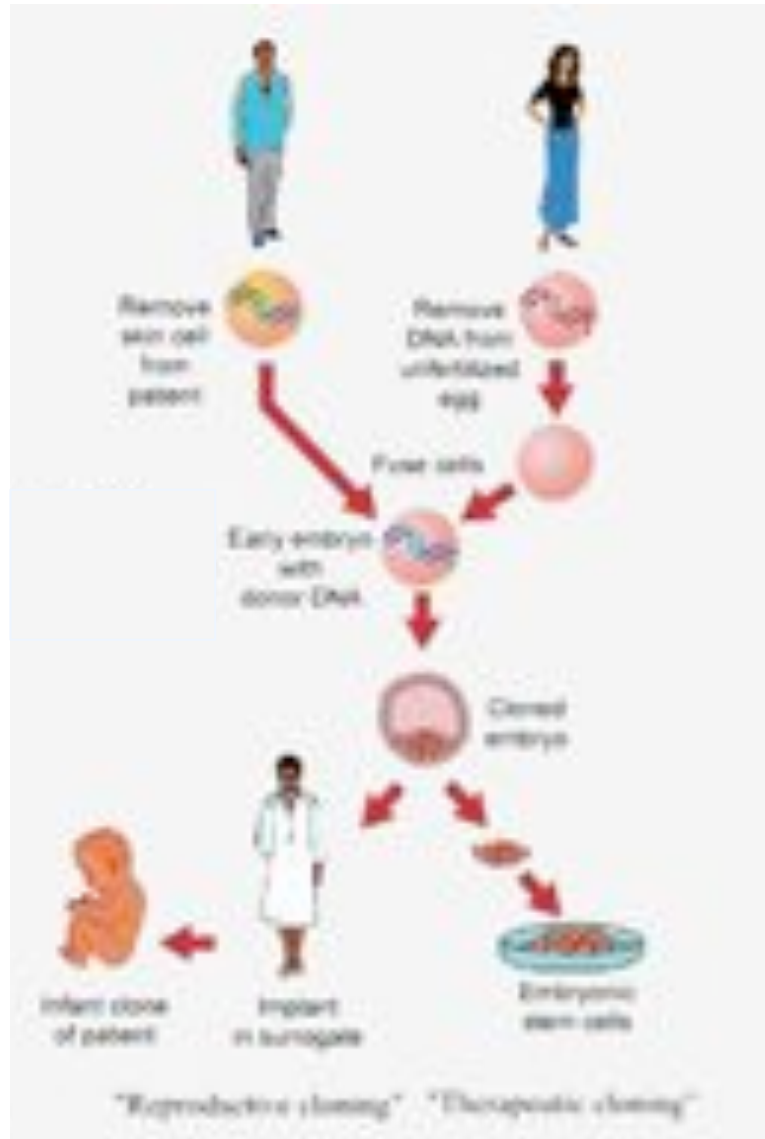 Remove
skin cell
from
patient
Remove
DNA from
unfertilized
egg
Fuse cells
Early embryo
with
donor DNA
Cloned
embryo
Infant clone
of patient
Implant
in surrogate
Embryonic
stem cells
"Reproductive cloning" "Therapeutic cloning"